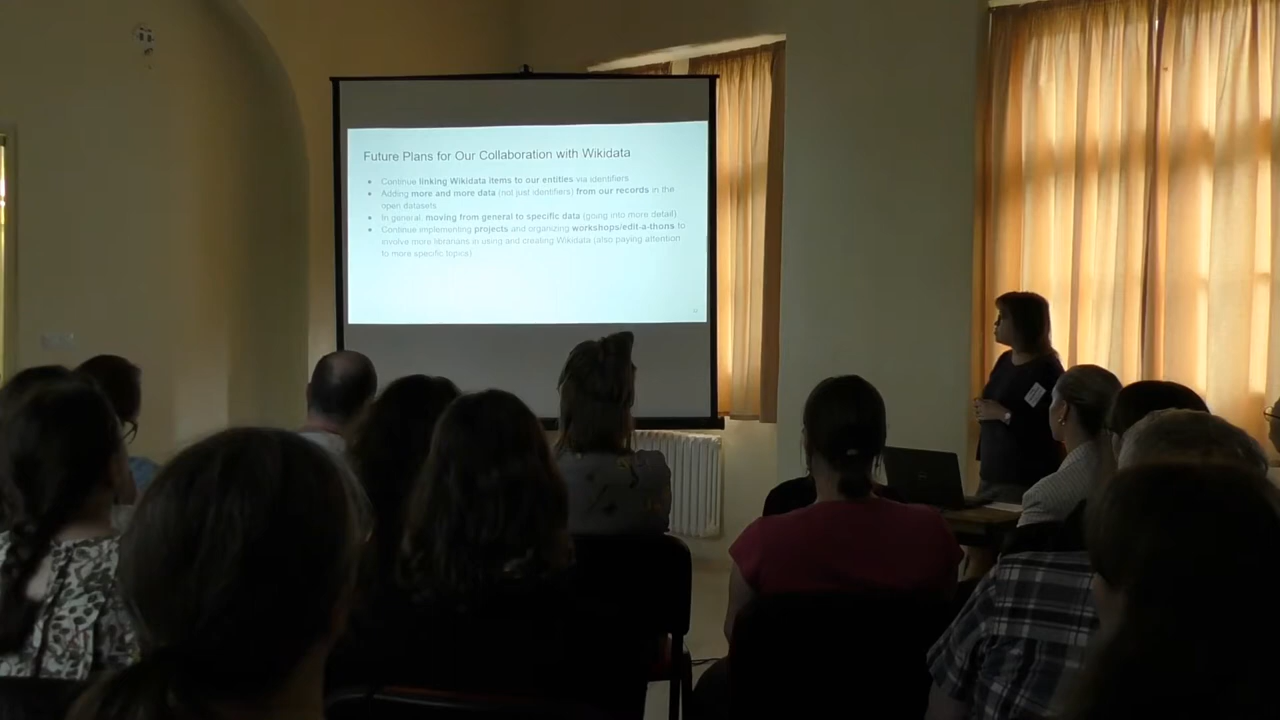 Future Plans for Our Collaboration with Wikidata
● Continue linking Wikidata items to our entities via identifiers
● Adding more and more data (not just identifiers) from our records in the
open datasets
● In general, moving from general to specific data (going into more detail)
● Continue implementing projects and organizing workshops/edit-a-thons to
involve more librarians in using and creating Wikidata (also paying attention
to more specific topics)